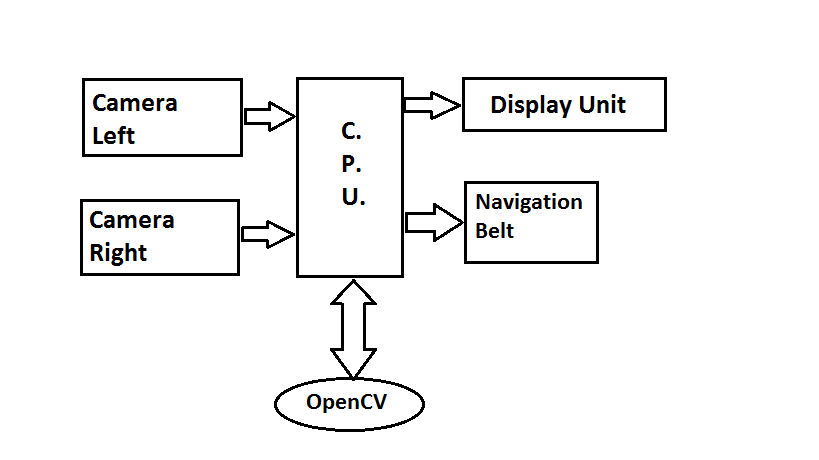 Camera
Left
C.
P.
U.
Display Unit
Camera
Right
Navigation
Belt
OpenCV